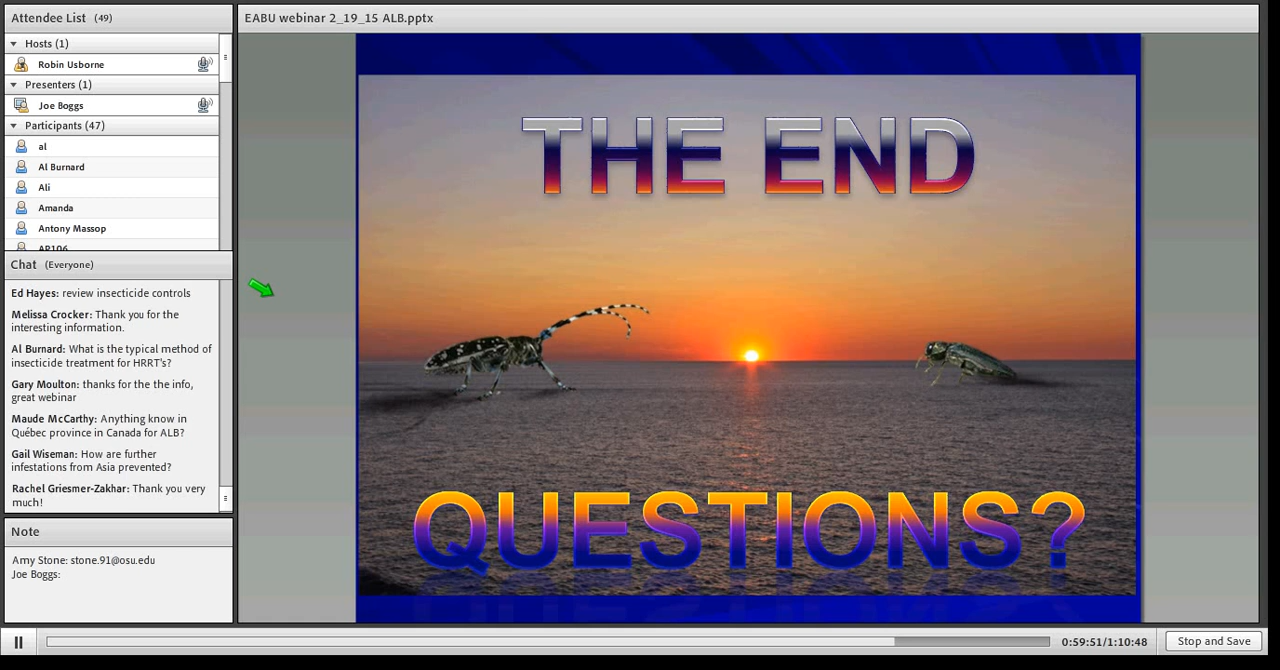 Attendee List (49)
Hosts (1)
Robin Usborne
Presenters (1)
Joe Boggs
Participants (47)
al
Al Burnard
Ali
Amanda
Antony Massop
AP106
Chat (Everyone)
Ed Hayes: review insecticide controls
Melissa Crocker: Thank you for the
interesting information.
Al Burnard: What is the typical method of
insecticide treatment for HRRT's?
Gary Moulton: thanks for the the info,
great webinar
Maude McCarthy: Anything know in
Québec province in Canada for ALB?
Gail Wiseman: How are further
infestations from Asia prevented?
Rachel Griesmer-Zakhar: Thank you very
much!
Note
Amy Stone: stone.91@osu.edu
Joe Boggs:
EABU webinar 2_19_15 ALB.pptx
THE END
QUESTIONS?
0:59:51/1:10:48
Stop and Save